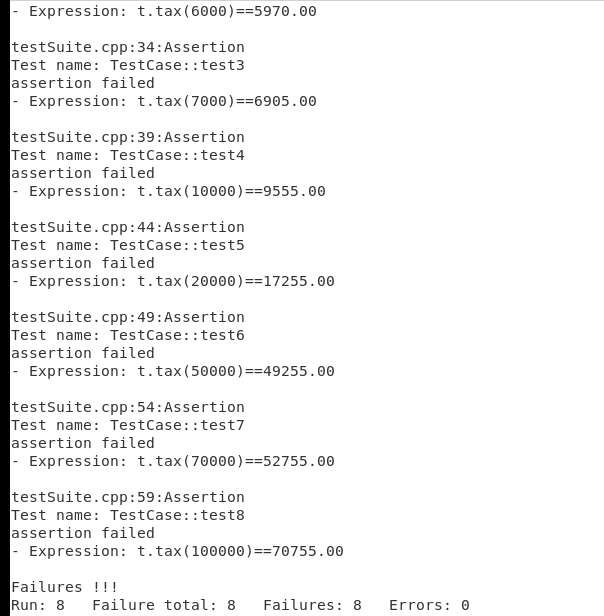 - Expression: t.tax(6000)==5970.00
testSuite.cpp:34:Assertion
Test name: TestCase::test3
assertion failed
- Expression: t.tax(7000)==6905.00
testSuite.cpp:39:Assertion
Test name: TestCase::test4
assertion failed
- Expression: t.tax(10000)==9555.00
testSuite.cpp:44:Assertion
Test name: TestCase::test5
assertion failed
- Expression: t.tax(20000)==17255.00
testSuite.cpp:49:Assertion
Test name: TestCase::test6
assertion failed
- Expression: t.tax(50000)==49255.00
testSuite.cpp:54:Assertion
Test name: TestCase::test7
assertion failed
- Expression: t.tax(70000)==52755.00
testSuite.cpp:59:Assertion
Test name: TestCase::test8
assertion failed
- Expression: t.tax(100000)==70755.00
Failures !!!
Run: 8   Failure total: 8   Failures: 8   Errors: 0